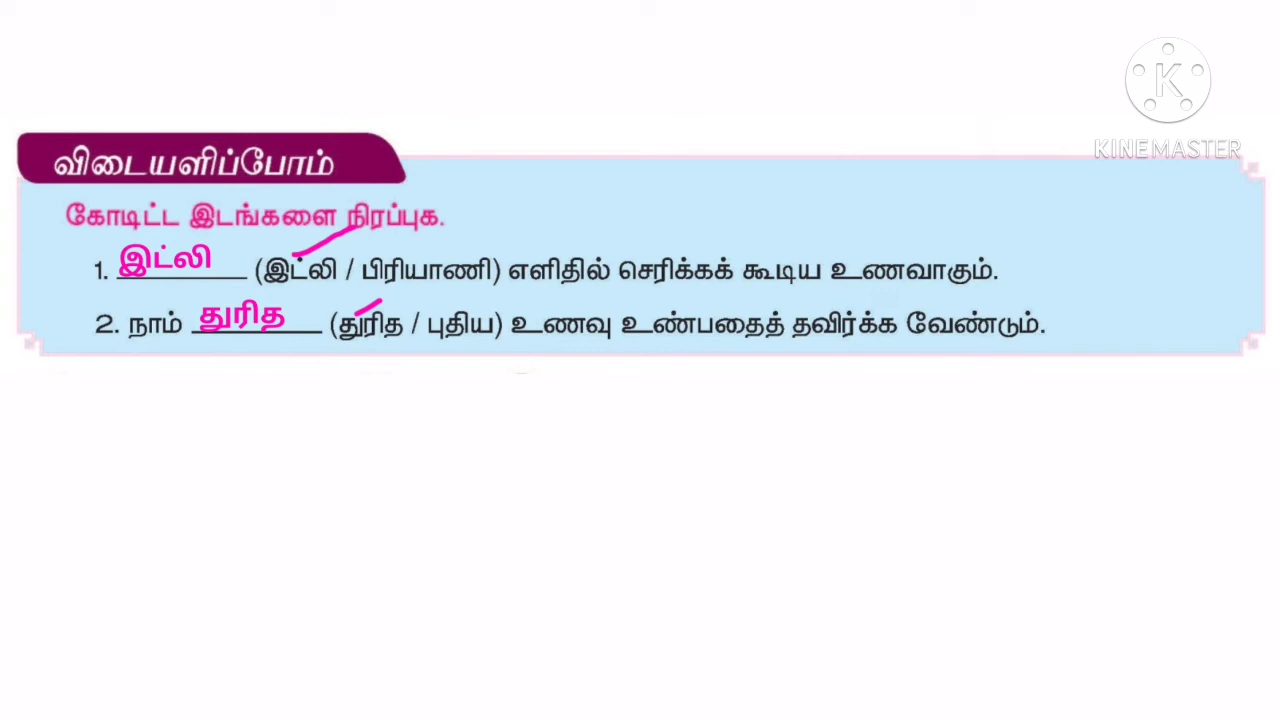 KINEMASTER
விடையளிப்போம்
கோடிட்ட இடங்களை நிரப்புக.
1. இட்லி (இட்லி / பிரியாணி) எளிதில் செரிக்கக் கூடிய உணவாகும்.
2. நாம் துரித (துரித / புதிய) உணவு உண்பதைத் தவிர்க்க வேண்டும்.